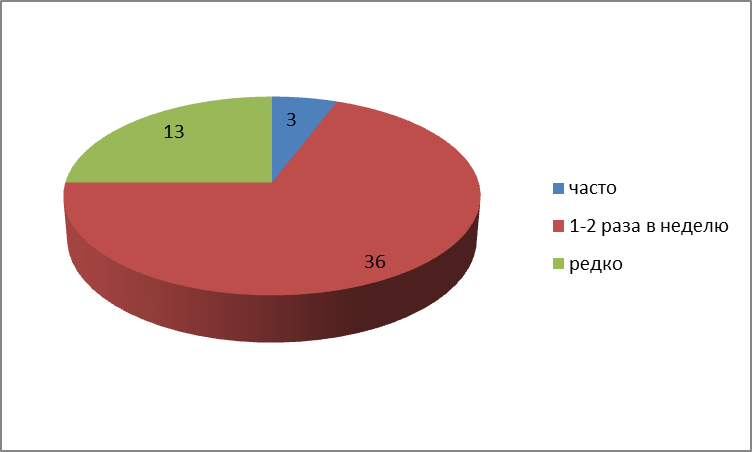 3
13
36
часто
1-2 раза в неделю
редко